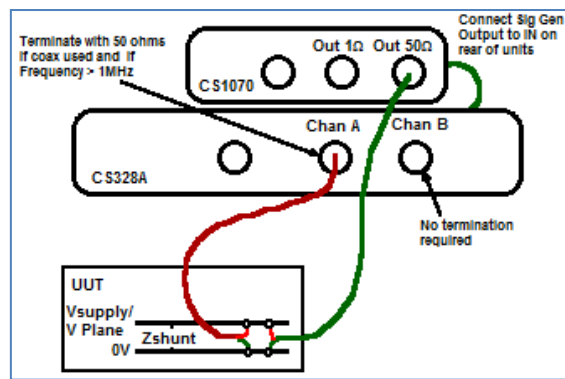 Terminate with 50 ohms
if coax used and if
Frequency > 1MHz
Connect Sig Gen
Output to IN on
rear of units
Out 1Ω Out 50Ω
CS1070
Chan A Chan B
CS328A
No termination
required
UUT
Vsupply/
V Plane
Zshunt
0V